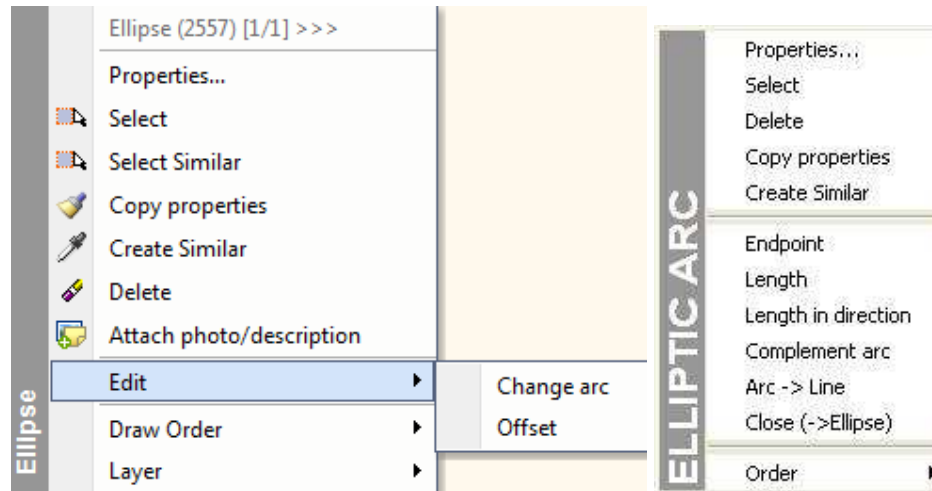 Ellipse (2557) [1/1] >>>
Properties...
Select
Select Similar
Copy properties
Create Similar
Delete
Attach photo/description
Edit
Draw Order
Layer
Ellipse
Change arc
Offset
ELLIPTIC ARC
Properties...
Select
Delete
Copy properties
Create Similar
Endpoint
Length
Length in direction
Complement arc
Arc -> Line
Close (->Ellipse)
Order